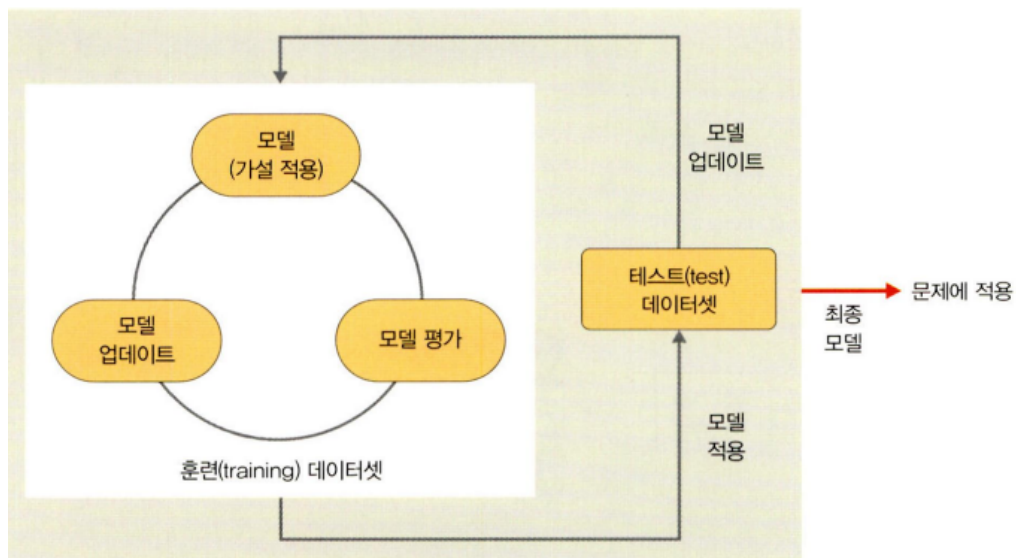 모델
(가설 적용)
모델
업데이트
모델 평가
훈련(training) 데이터셋
모델
업데이트
테스트(test)
데이터셋
모델
적용
최종
모델
문제에 적용